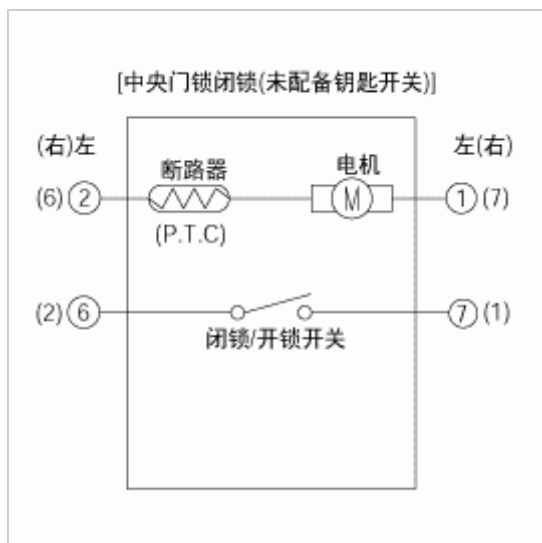 [中央门锁闭锁(未配备钥匙开关)]
(右)左 左(右)
断路器 电机
(6) 2 M 1 (7)
(P.T.C)
(2) 6 7 (1)
闭锁/开锁开关